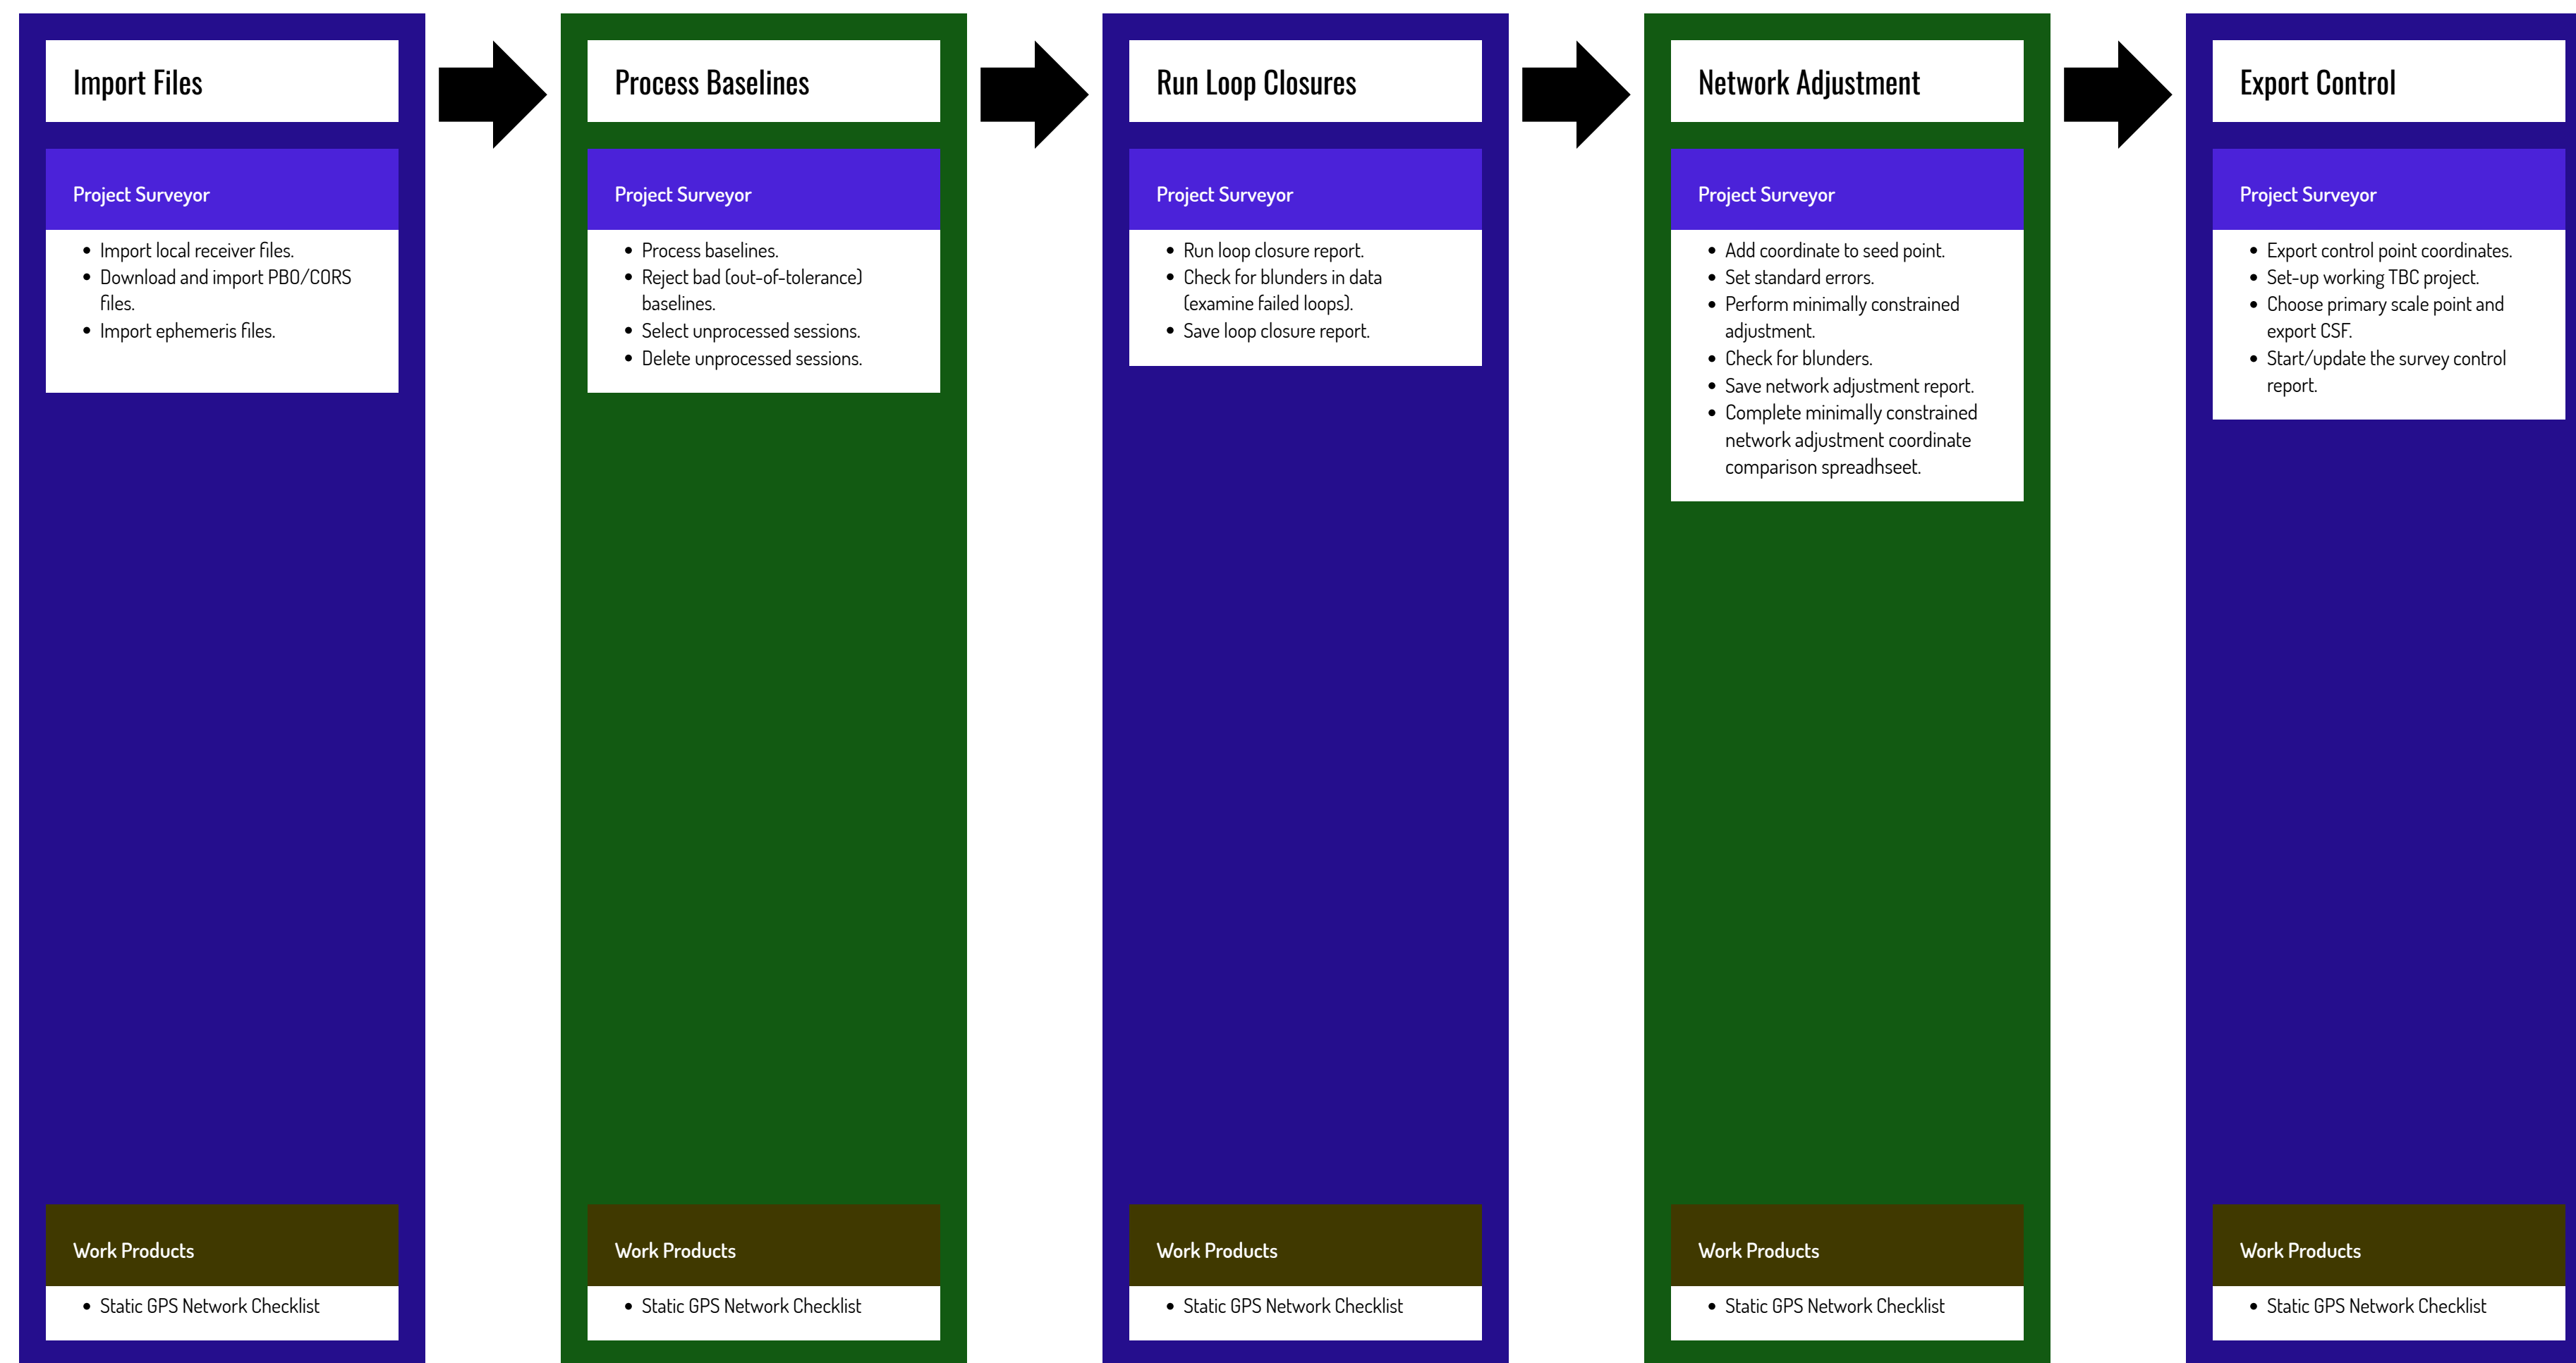 Import Files
Project Surveyor
• Import local receiver files.
• Download and import PBO/CORS
files.
• Import ephemeris files.
Work Products
• Static GPS Network Checklist
Process Baselines
Project Surveyor
• Process baselines.
• Reject bad (out-of-tolerance)
baselines.
• Select unprocessed sessions.
• Delete unprocessed sessions.
Work Products
• Static GPS Network Checklist
Run Loop Closures
Project Surveyor
• Run loop closure report.
• Check for blunders in data
(examine failed loops).
• Save loop closure report.
Work Products
• Static GPS Network Checklist
Network Adjustment
Project Surveyor
• Add coordinate to seed point.
• Set standard errors.
• Perform minimally constrained
adjustment.
• Check for blunders.
• Save network adjustment report.
• Complete minimally constrained
network adjustment coordinate
comparison spreadhseet.
Work Products
• Static GPS Network Checklist
Export Control
Project Surveyor
• Export control point coordinates.
• Set-up working TBC project.
• Choose primary scale point and
export CSF.
• Start/update the survey control
report.
Work Products
• Static GPS Network Checklist